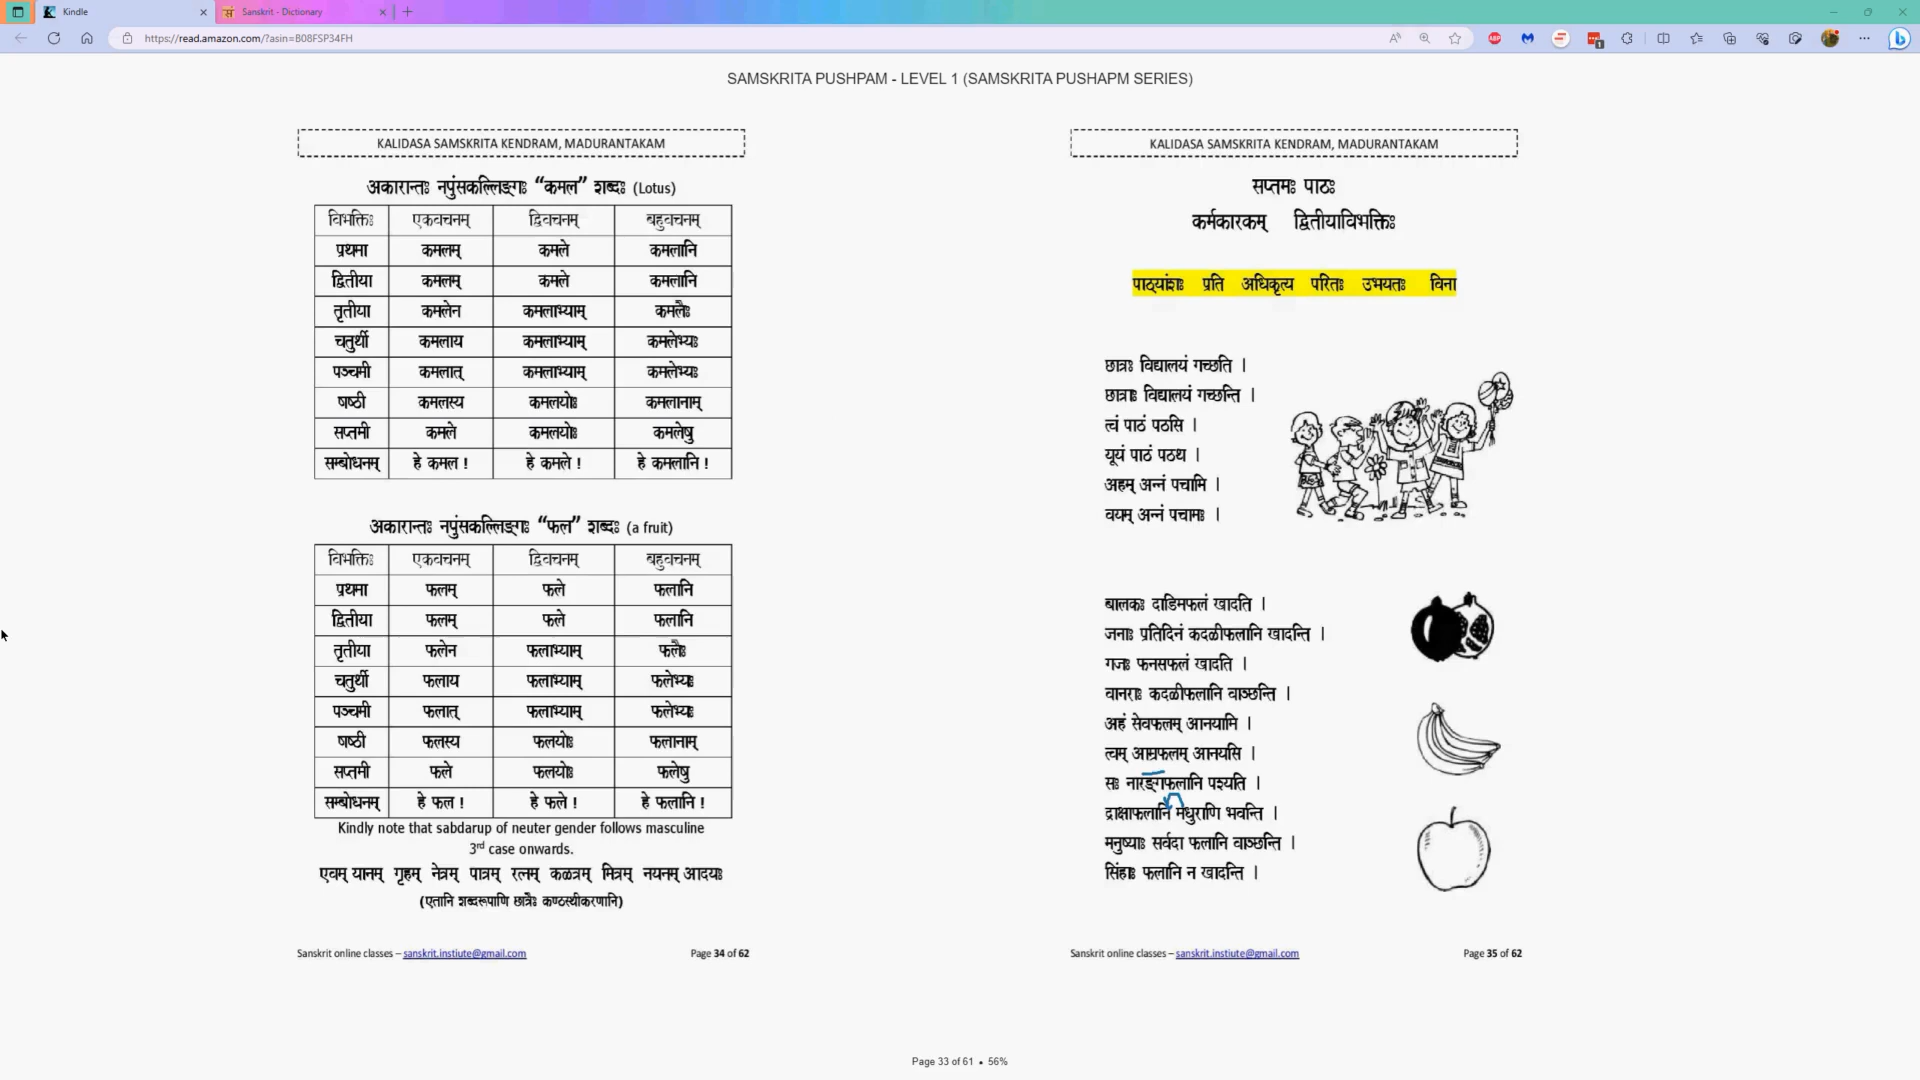 Kindle
Sanskrit - Dictionary
https://read.amazon.com/?asin=B08FSP34FH
SAMSKRITA PUSHPAM - LEVEL 1 (SAMSKRITA PUSHAPM SERIES)
KALIDASA SAMSKRITA KENDRAM, MADURANTAKAM
अकारान्तः नपुंसकल्लिङ्गः “कमल” शब्दः (Lotus)
विभक्तिः एकवचनम् द्विवचनम् बहुवचनम्
प्रथमा कमलम् कमले कमलानि
द्वितीया कमलम् कमले कमलानि
तृतीया कमलेन कमलाभ्याम् कमलैः
चतुर्थी कमलाय कमलाभ्याम् कमलेभ्यः
पञ्चमी कमलात् कमलाभ्याम् कमलेभ्यः
षष्ठी कमलस्य कमलयोः कमलानाम्
सप्तमी कमले कमलयोः कमलेषु
सम्बोधनम् हे कमल ! हे कमले ! हे कमलानि !
अकारान्तः नपुंसकल्लिङ्गः “फल” शब्दः (a fruit)
विभक्तिः एकवचनम् द्विवचनम् बहुवचनम्
प्रथमा फलम् फले फलानि
द्वितीया फलम् फले फलानि
तृतीया फलेन फलाभ्याम् फलैः
चतुर्थी फलाय फलाभ्याम् फलेभ्यः
पञ्चमी फलात् फलाभ्याम् फलेभ्यः
षष्ठी फलस्य फलयोः फलानाम्
सप्तमी फले फलयोः फलेषु
सम्बोधनम् हे फल ! हे फले ! हे फलानि !
Kindly note that sabdarup of neuter gender follows masculine
3rd case onwards.
एवम् यानम् गृहम् नेत्रम् पात्रम् रत्नम् कळत्रम् मित्रम् नयनम् आदयः
(एतानि शब्दरूपाणि छात्रैः कण्ठस्थीकरणानि)
Sanskrit online classes – sanskrit.instiute@gmail.com Page 34 of 62
KALIDASA SAMSKRITA KENDRAM, MADURANTAKAM
सप्तमः पाठः
कर्मकारकम् द्वितीयाविभक्तिः
पाठ्यांशः प्रति अधिकृत्य परितः उभयतः विना
छात्रः विद्यालयं गच्छति ।
छात्राः विद्यालयं गच्छन्ति ।
त्वं पाठं पठसि ।
यूयं पाठं पठथ ।
अहम् अन्नं पचामि ।
वयम् अन्नं पचामः ।
बालकः दाडिमफलं खादति ।
जनाः प्रतिदिनं कदळीफलानि खादन्ति ।
गजः फनसफलं खादति ।
वानराः कदळीफलानि वाञ्छन्ति ।
अहं सेवफलम् आनयामि ।
त्वम् आम्रफलम् आनयसि ।
सः नारङ्गफलानि पश्यति ।
द्राक्षाफलानि मधुराणि भवन्ति ।
मनुष्याः सर्वदा फलानि वाञ्छन्ति ।
सिंहाः फलानि न खादन्ति ।
Sanskrit online classes – sanskrit.instiute@gmail.com Page 35 of 62
Page 33 of 61 • 56%